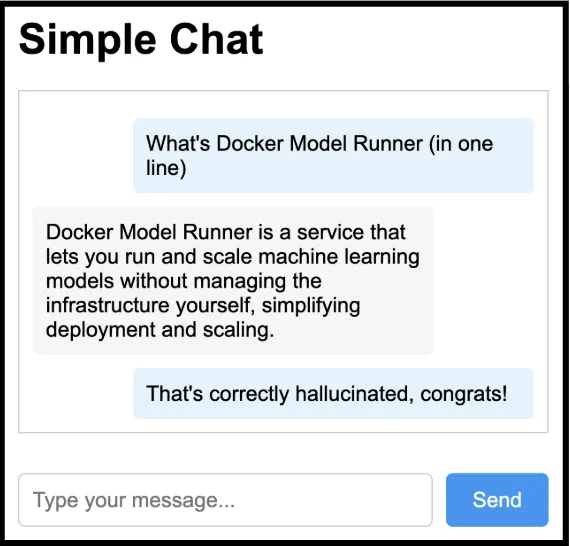 Simple Chat
What's Docker Model Runner (in one
line)
Docker Model Runner is a service that
lets you run and scale machine learning
models without managing the
infrastructure yourself, simplifying
deployment and scaling.
That's correctly hallucinated, congrats!
Type your message...
Send